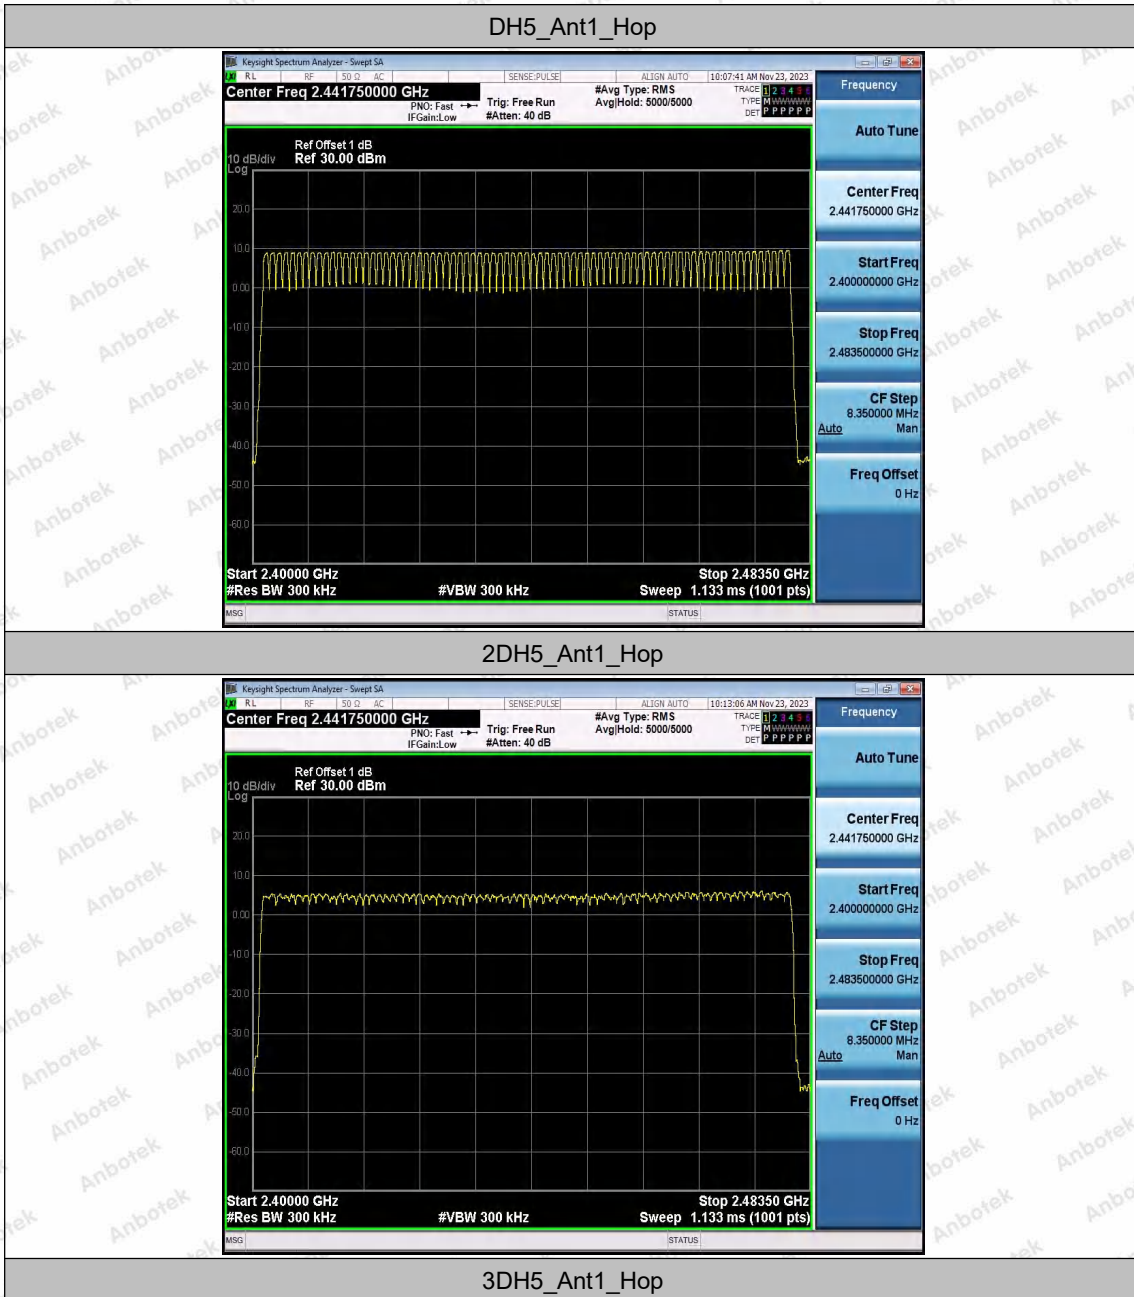 DH5_Ant1_Hop
Keysight Spectrum Analyzer - Swept SA
LXI RL RF 50 Ω AC SENSE:PULSE ALIGN AUTO 10:07:41 AM Nov 23, 2023
Center Freq 2.441750000 GHz
PNO: Fast
IFGain:Low
Trig: Free Run
#Atten: 40 dB
#Avg Type: RMS
Avg|Hold: 5000/5000
TRACE 1 2 3 4 5 6
TYPE M WWWWW
DET P P P P P P
Frequency
Auto Tune
Center Freq
2.441750000 GHz
Start Freq
2.400000000 GHz
Stop Freq
2.483500000 GHz
CF Step
8.350000 MHz
Auto Man
Freq Offset
0 Hz
Ref Offset 1 dB
10 dB/div Ref 30.00 dBm
Log
20.0
10.0
0.00
-10.0
-20.0
-30.0
-40.0
-50.0
-60.0
Start 2.40000 GHz Stop 2.48350 GHz
#Res BW 300 kHz #VBW 300 kHz Sweep 1.133 ms (1001 pts)
MSG STATUS
2DH5_Ant1_Hop
Keysight Spectrum Analyzer - Swept SA
LXI RL RF 50 Ω AC SENSE:PULSE ALIGN AUTO 10:13:06 AM Nov 23, 2023
Center Freq 2.441750000 GHz
PNO: Fast
IFGain:Low
Trig: Free Run
#Atten: 40 dB
#Avg Type: RMS
Avg|Hold: 5000/5000
TRACE 1 2 3 4 5 6
TYPE M WWWWW
DET P P P P P P
Frequency
Auto Tune
Center Freq
2.441750000 GHz
Start Freq
2.400000000 GHz
Stop Freq
2.483500000 GHz
CF Step
8.350000 MHz
Auto Man
Freq Offset
0 Hz
Ref Offset 1 dB
10 dB/div Ref 30.00 dBm
Log
20.0
10.0
0.00
-10.0
-20.0
-30.0
-40.0
-50.0
-60.0
Start 2.40000 GHz Stop 2.48350 GHz
#Res BW 300 kHz #VBW 300 kHz Sweep 1.133 ms (1001 pts)
MSG STATUS
3DH5_Ant1_Hop